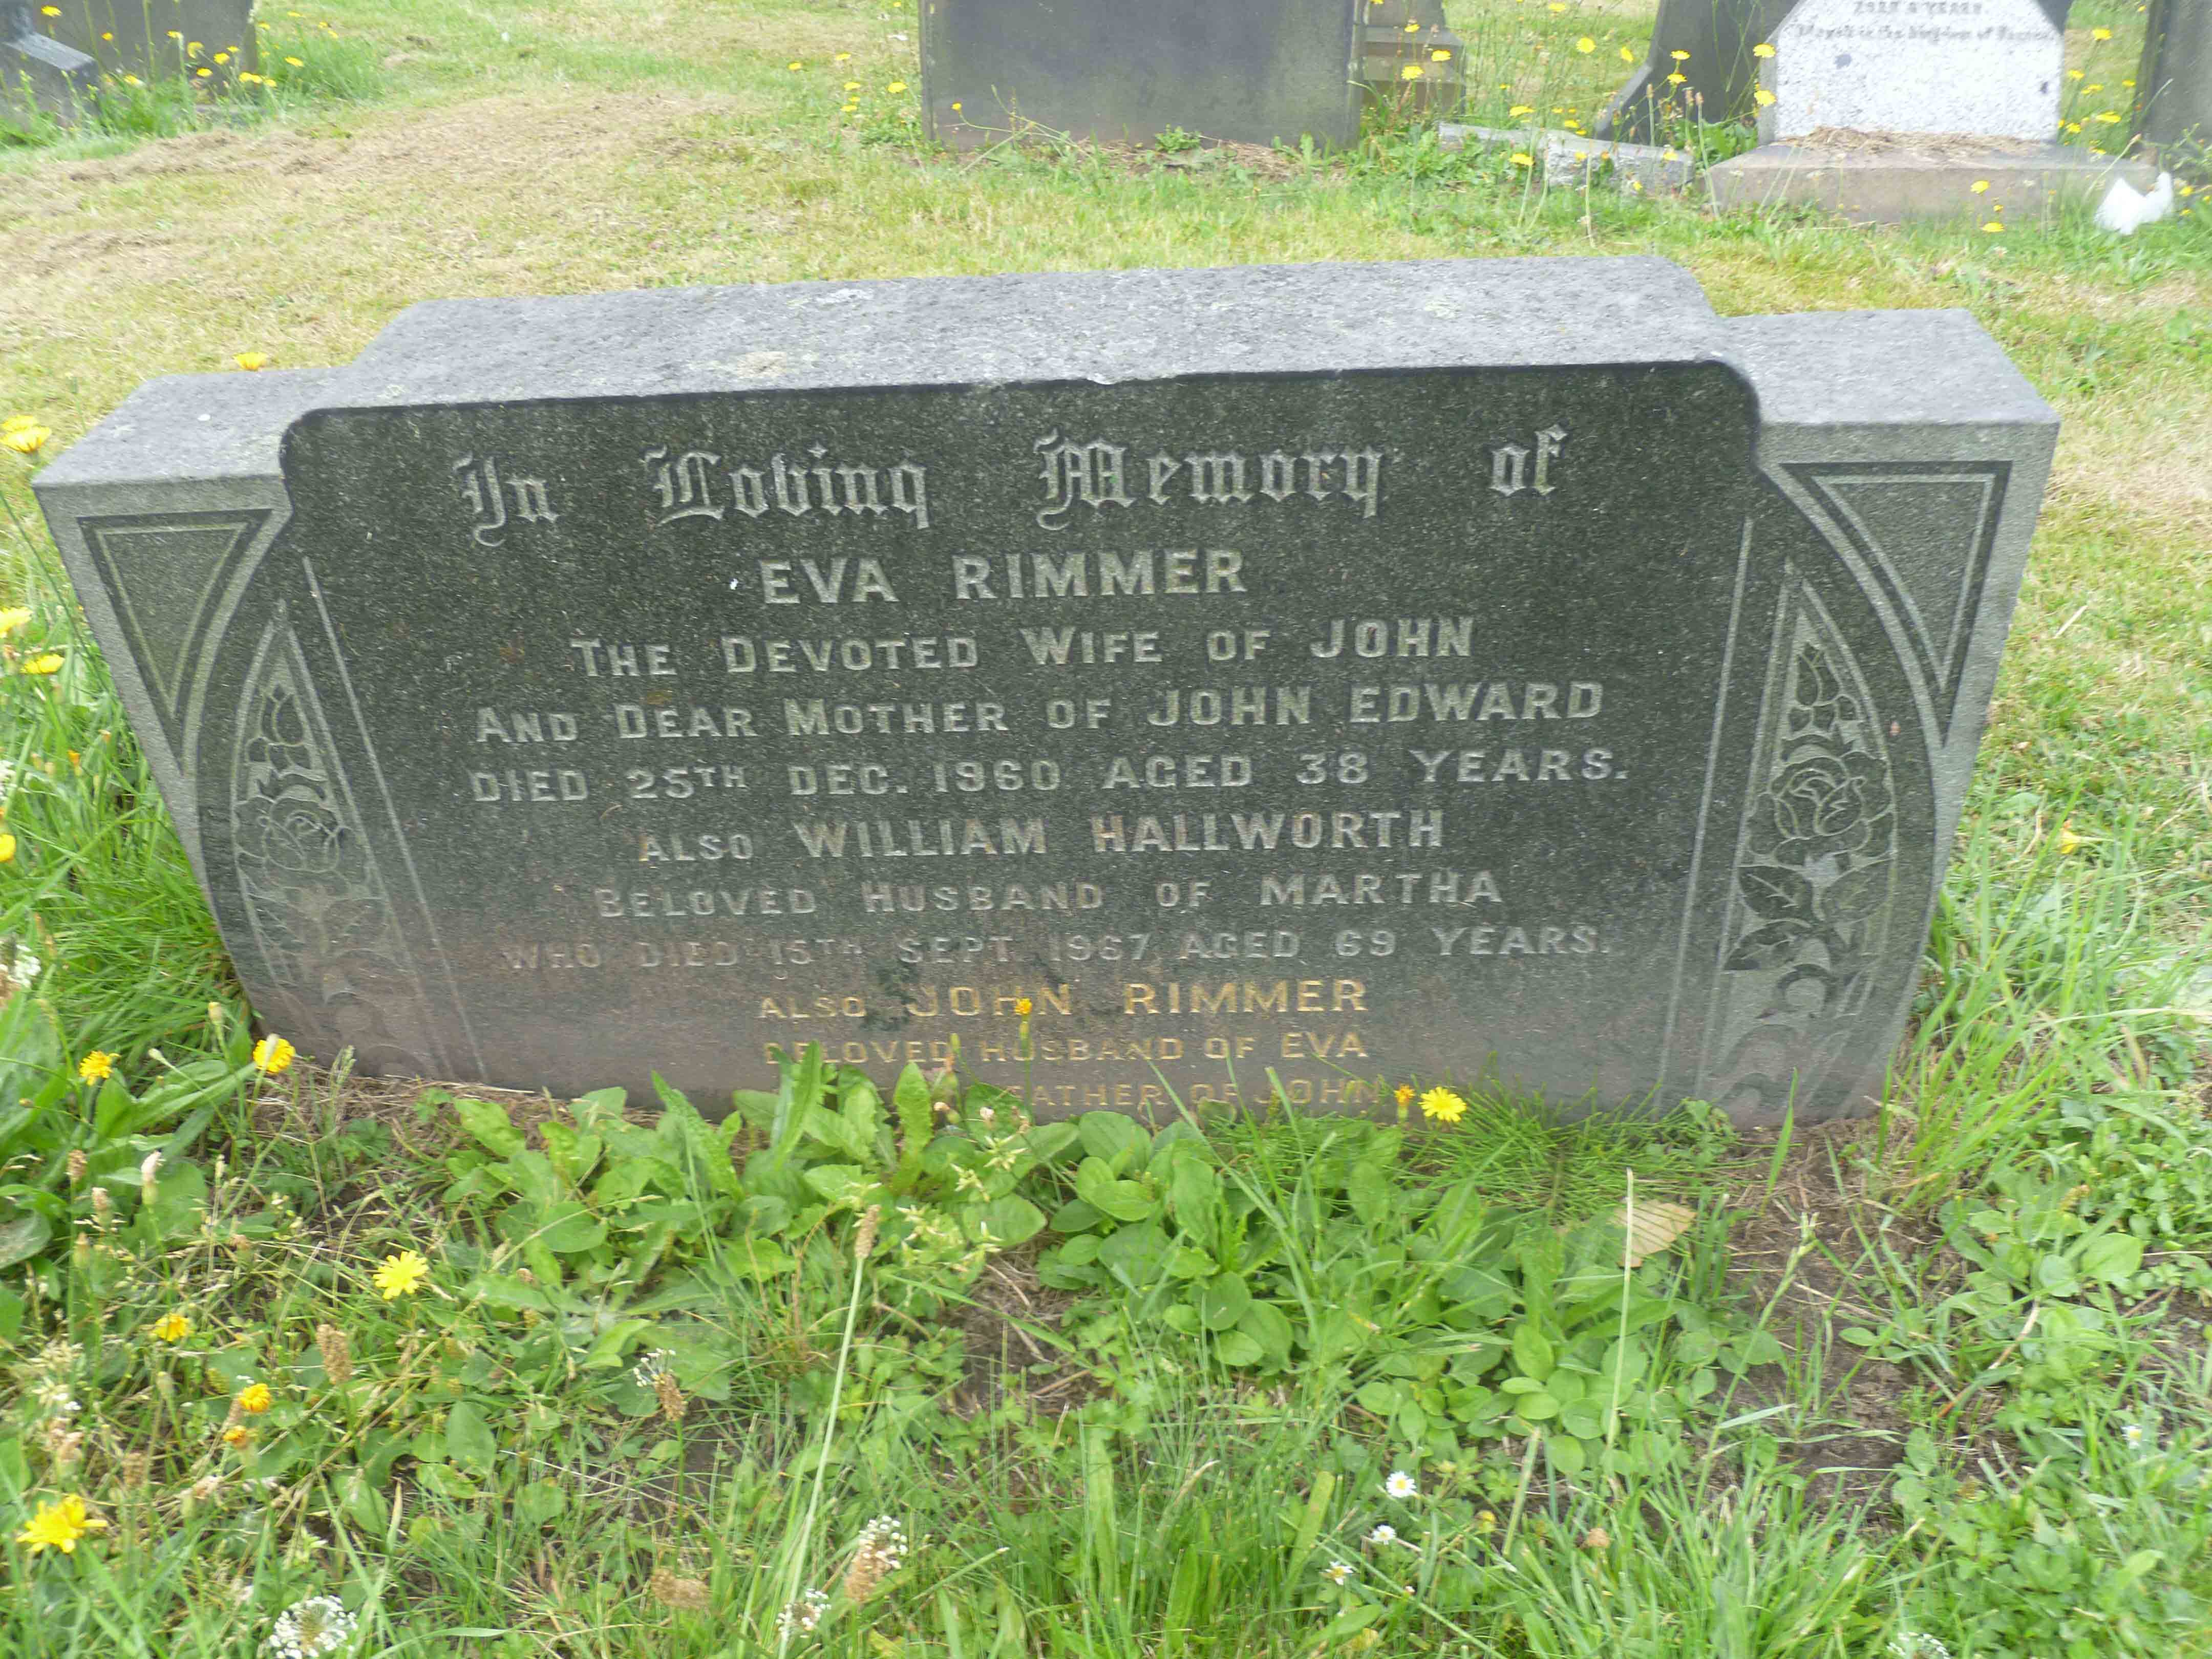 In Loving Memory of
EVA RIMMER
THE DEVOTED WIFE OF JOHN
AND DEAR MOTHER OF JOHN EDWARD
DIED 25TH DEC. 1960 AGED 38 YEARS.
ALSO WILLIAM HALLWORTH
BELOVED HUSBAND OF MARTHA
WHO DIED 15TH SEPT 1967 AGED 69 YEARS.
ALSO JOHN RIMMER
BELOVED HUSBAND OF EVA
FATHER OF JOHN